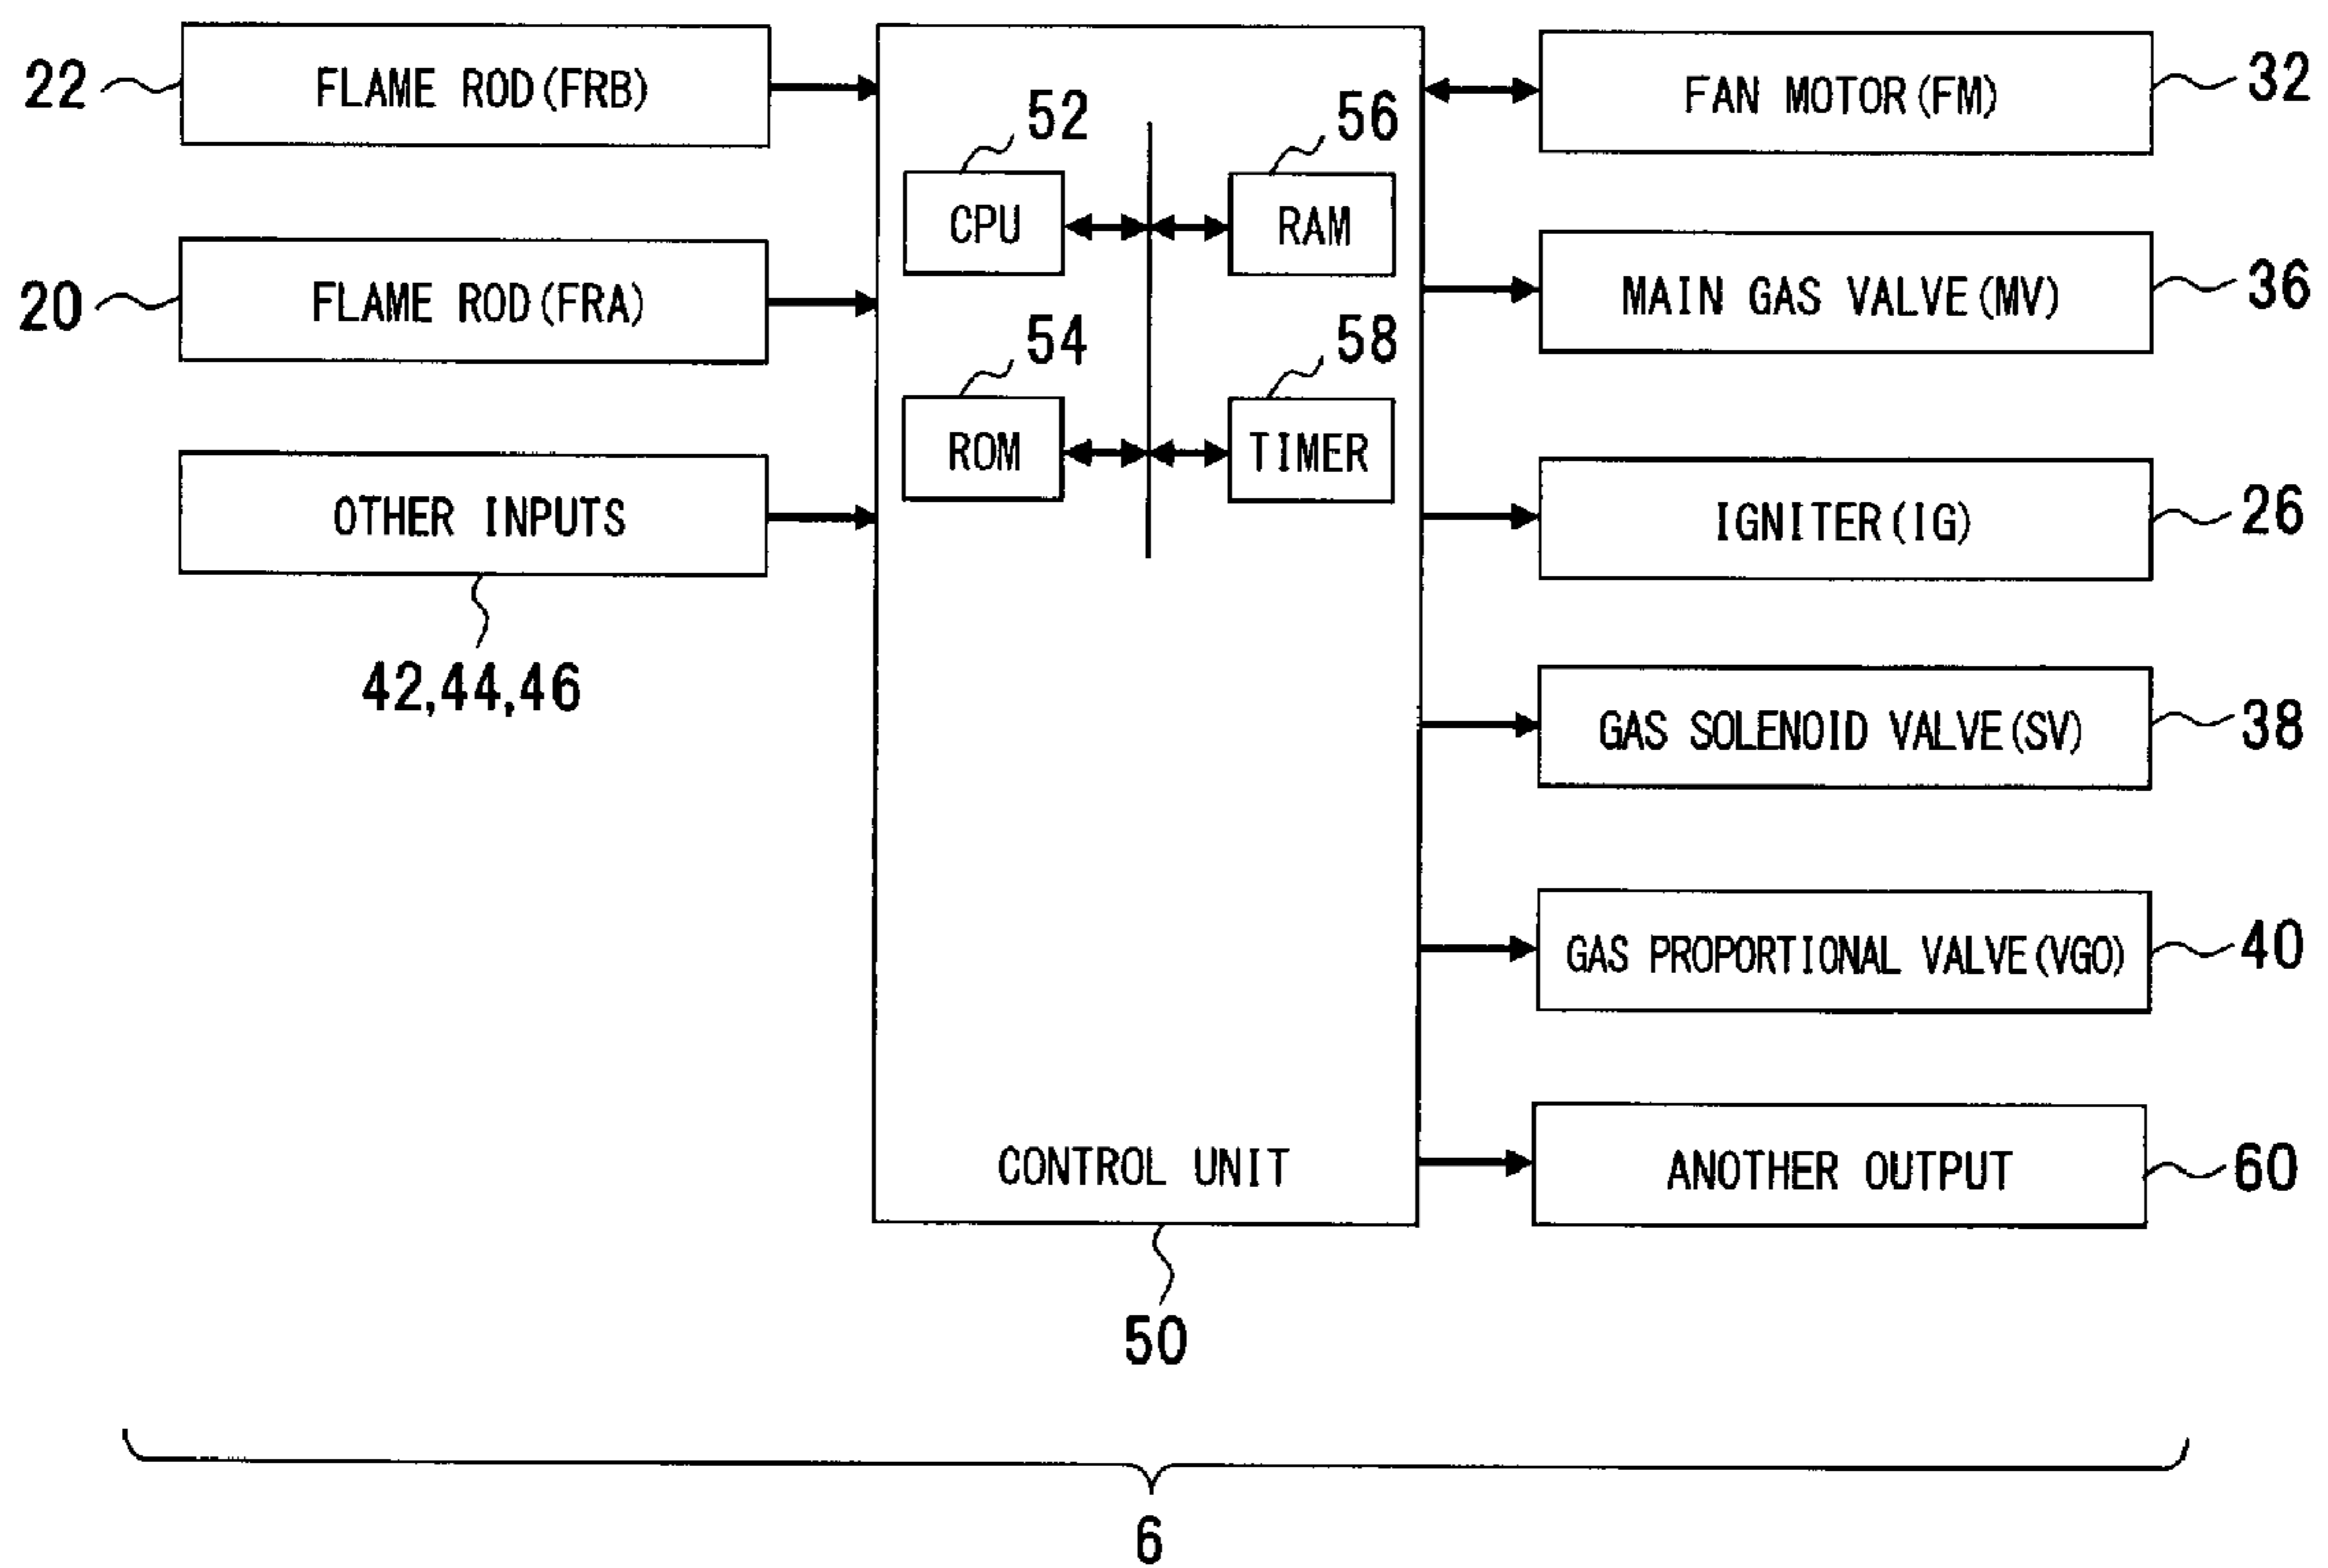 22
FLAME ROD(FRB)
20
FLAME ROD(FRA)
OTHER INPUTS
42,44,46
52
CPU
56
RAM
54
ROM
58
TIMER
CONTROL UNIT
50
FAN MOTOR(FM)
32
MAIN GAS VALVE(MV)
36
IGNITER(IG)
26
GAS SOLENOID VALVE(SV)
38
GAS PROPORTIONAL VALVE(VGO)
40
ANOTHER OUTPUT
60
6